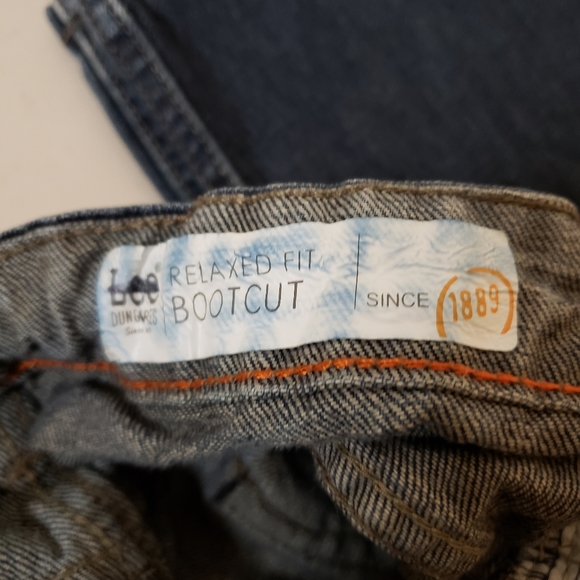 Lee®
DUNGAREES
RELAXED FIT
BOOTCUT
SINCE 1889